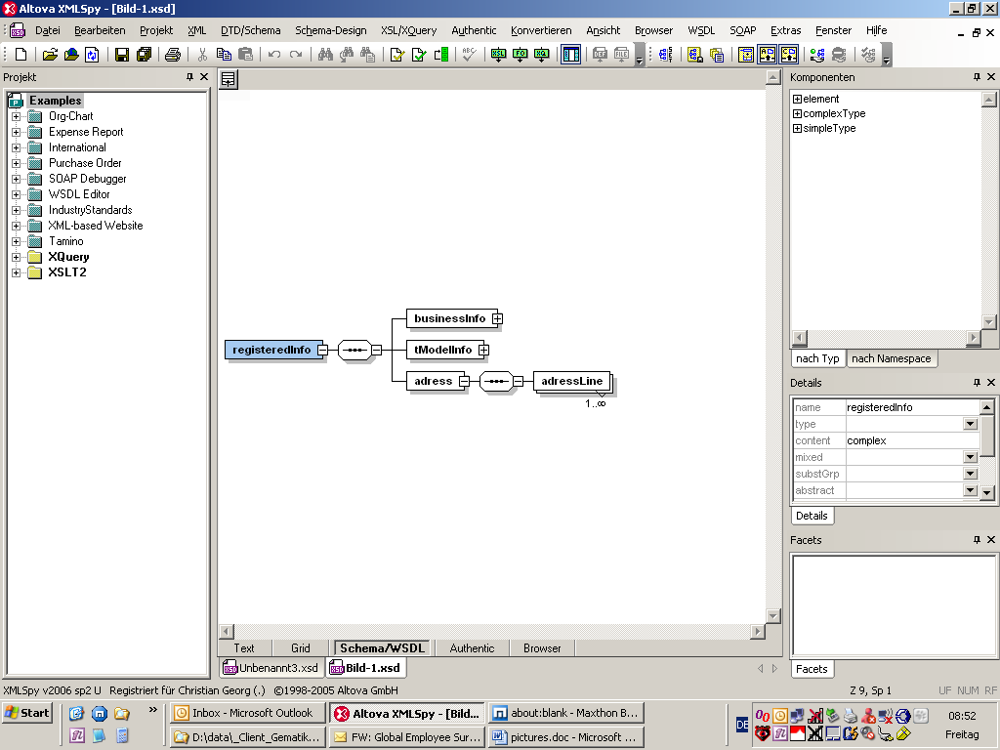 Altova XMLSpy - [Bild-1.xsd]
Datei Bearbeiten Projekt XML DTD/Schema Schema-Design XSL/XQuery Authentic Konvertieren Ansicht Browser WSDL SOAP Extras Fenster Hilfe
Projekt
Examples
Org-Chart
Expense Report
International
Purchase Order
SOAP Debugger
WSDL Editor
IndustryStandards
XML-based Website
Tamino
XQuery
XSLT2
registeredInfo
businessInfo
tModelInfo
adress
adressLine
1..∞
Text Grid Schema/WSDL Authentic Browser
Unbenannt3.xsd Bild-1.xsd
Komponenten
element
complexType
simpleType
nach Typ nach Namespace
Details
name registeredInfo
type
content complex
mixed
substGrp
abstract
Details
Facets
Facets
XMLSpy v2006 sp2 U Registriert für Christian Georg (.) ©1998-2005 Altova GmbH Z 9, Sp 1 UF NUM RF
Start
Inbox - Microsoft Outlook
Altova XMLSpy - [Bild...
about:blank - Maxthon B...
D:\data\_Client_Gematik...
FW: Global Employee Sur...
pictures.doc - Microsoft ...
DE
08:52
Freitag